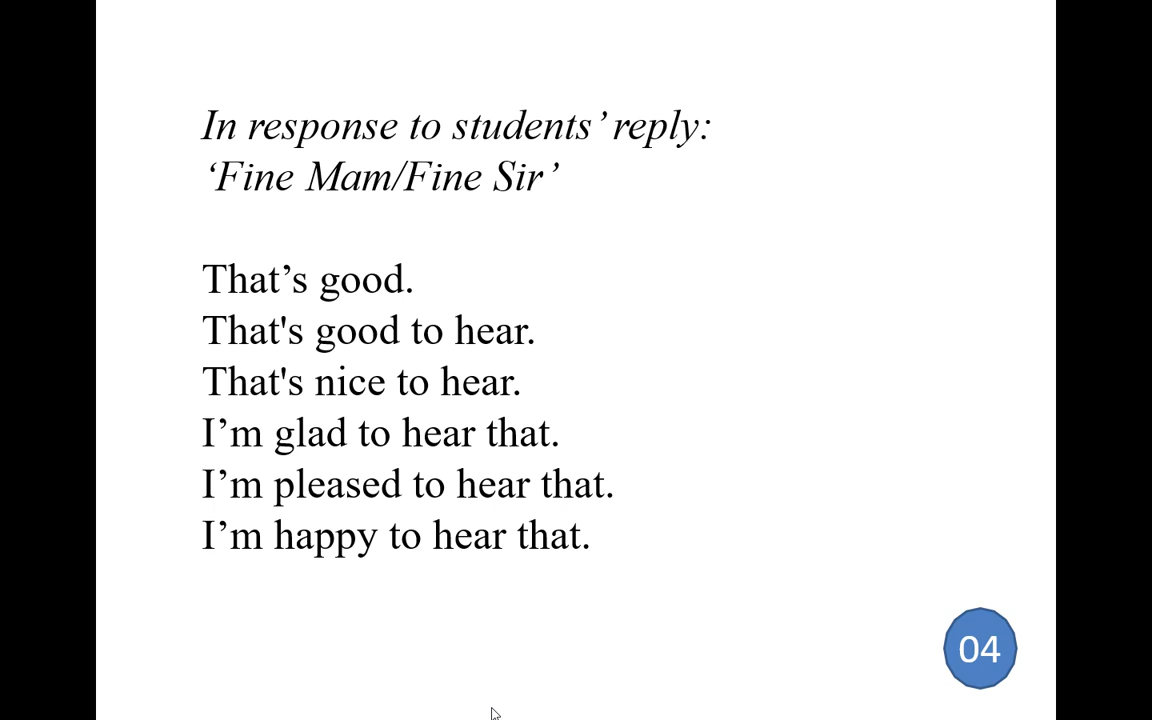 In response to students’ reply:
‘Fine Mam/Fine Sir’
That’s good.
That's good to hear.
That's nice to hear.
I’m glad to hear that.
I’m pleased to hear that.
I’m happy to hear that.
04